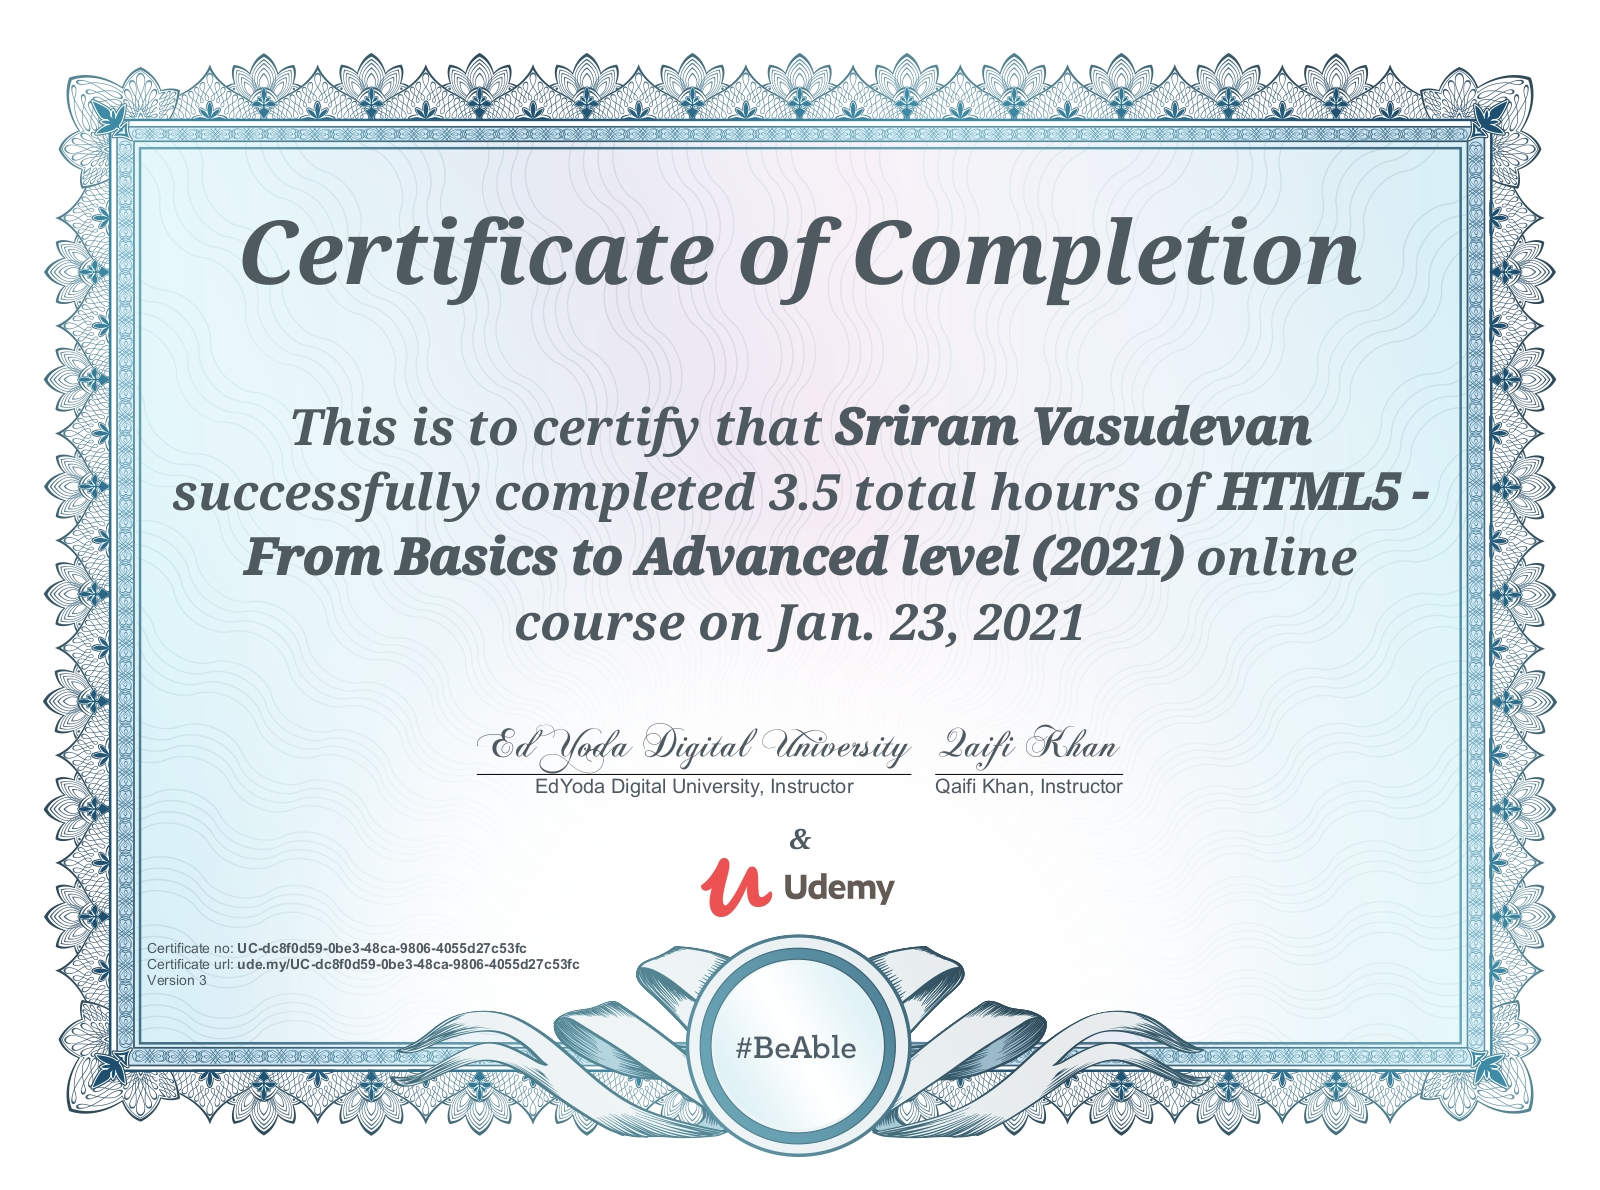 Certificate of Completion
This is to certify that Sriram Vasudevan
successfully completed 3.5 total hours of HTML5 -
From Basics to Advanced level (2021) online
course on Jan. 23, 2021
Ed Yoda Digital University Qaifi Khan
EdYoda Digital University, Instructor Qaifi Khan, Instructor
&
Udemy
Certificate no: UC-dc8f0d59-0be3-48ca-9806-4055d27c53fc
Certificate url: ude.my/UC-dc8f0d59-0be3-48ca-9806-4055d27c53fc
Version 3
#BeAble